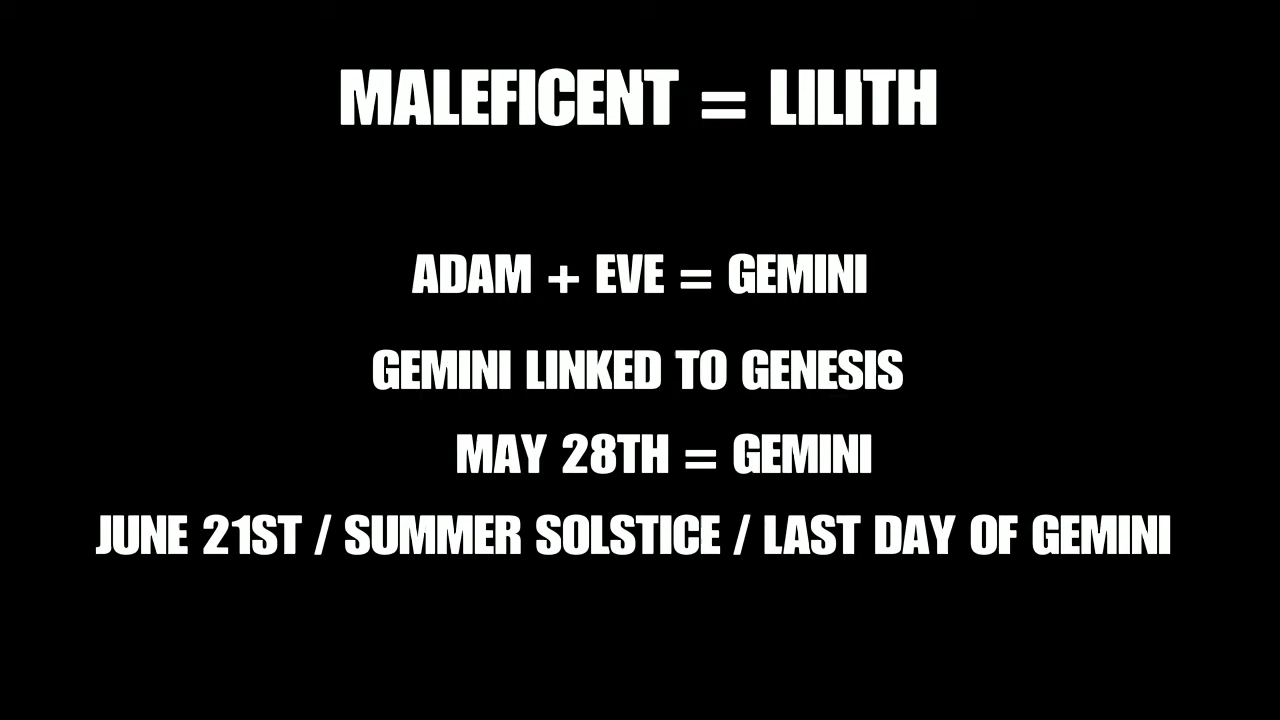 MALEFICENT = LILITH
ADAM + EVE = GEMINI
GEMINI LINKED TO GENESIS
MAY 28TH = GEMINI
JUNE 21ST / SUMMER SOLSTICE / LAST DAY OF GEMINI